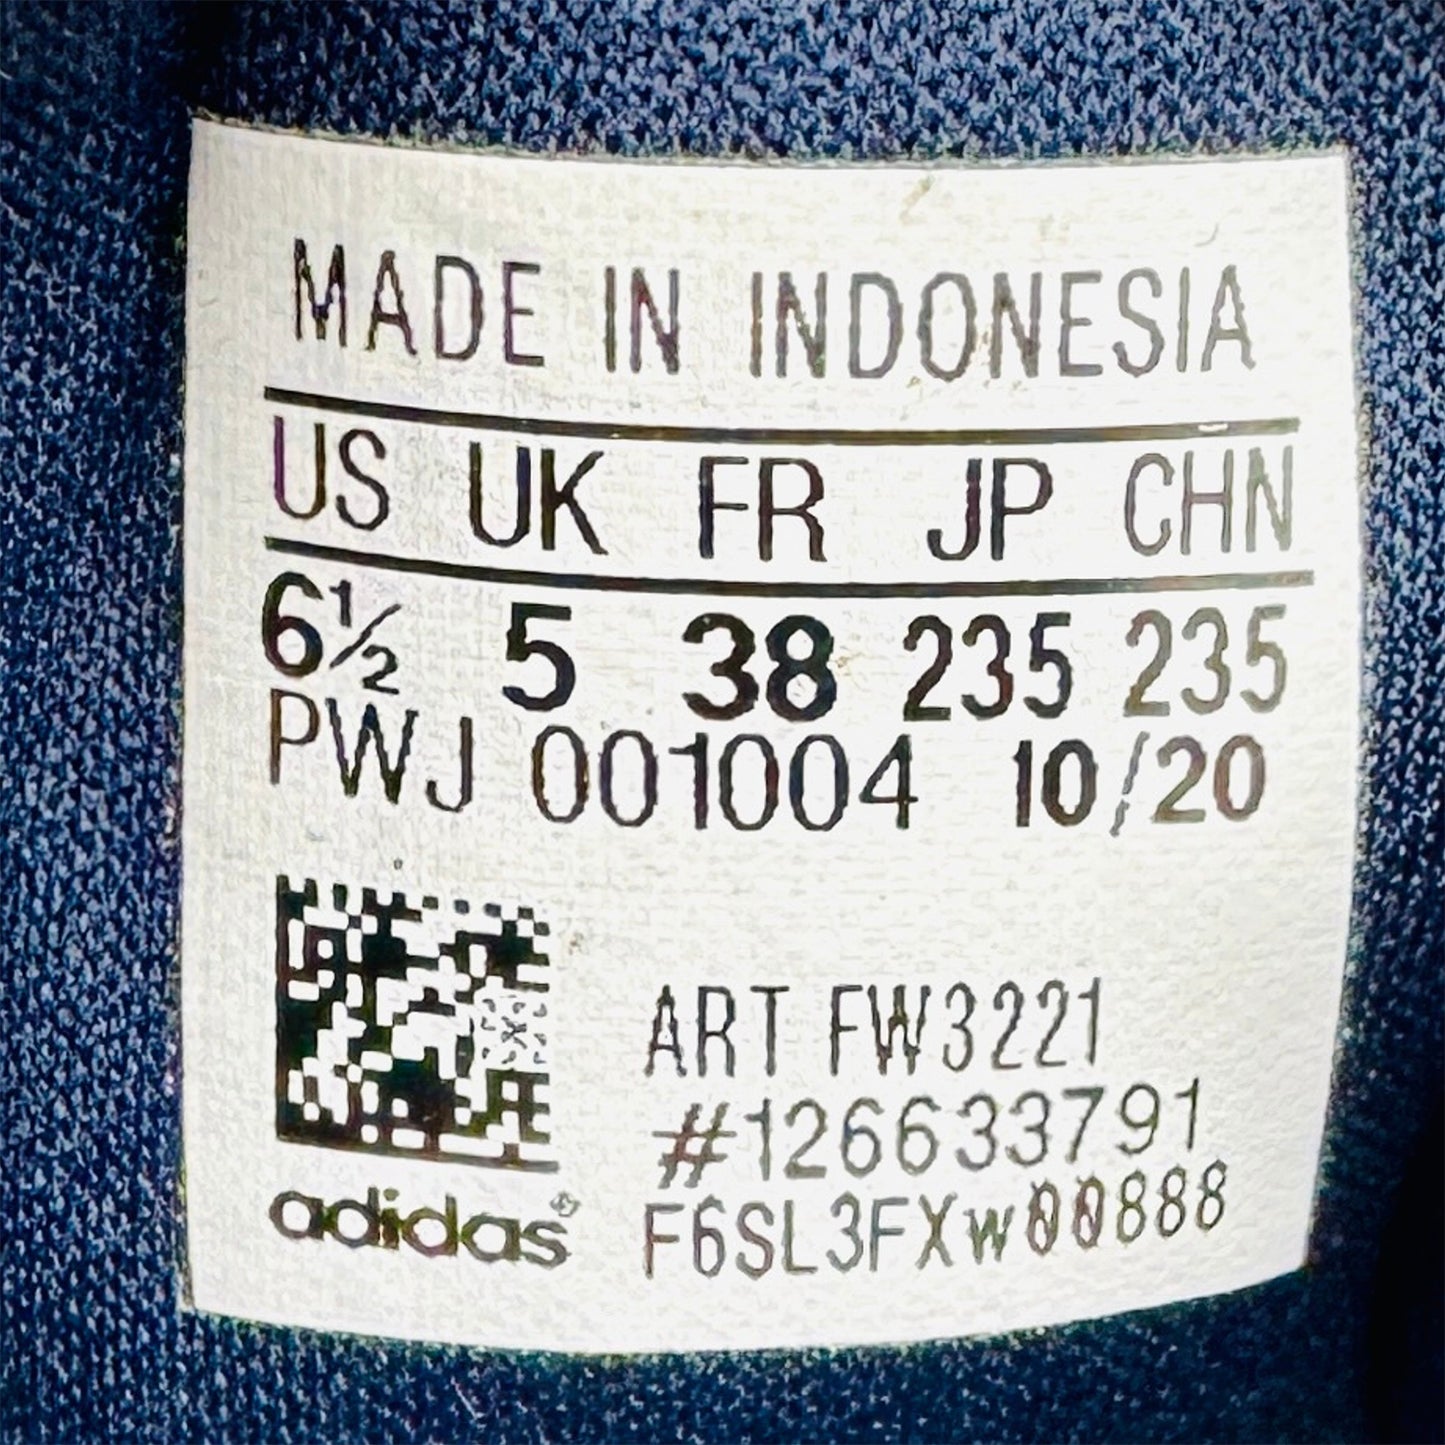 MADE IN INDONESIA
US UK FR JP CHN
6½ 5 38 235 235
PWJ 001004 10/20
ART FW3221
#126633791
F6SL3FXw00888
adidas®